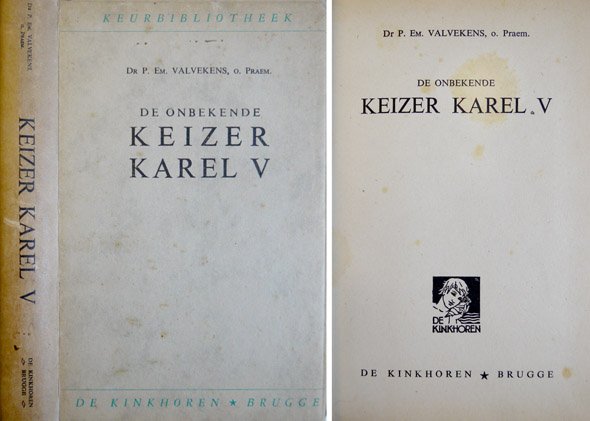 Dr P. Em. VALVEKENS
o. Praem.
KEIZER KAREL V
DE KINKHOREN
BRUGGE
KEURBIBLIOTHEEK
Dr P. Em. VALVEKENS, o. Praem.
DE ONBEKENDE
KEIZER
KAREL V
DE KINKHOREN ★ BRUGGE
Dr P. Em. VALVEKENS, o. Praem.
DE ONBEKENDE
KEIZER KAREL V
DE
KINKHOREN
DE KINKHOREN ★ BRUGGE